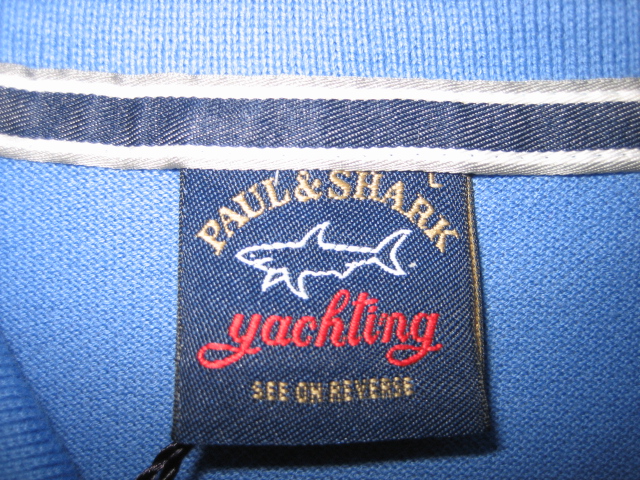 L
PAUL & SHARK
yachting
SEE ON REVERSE